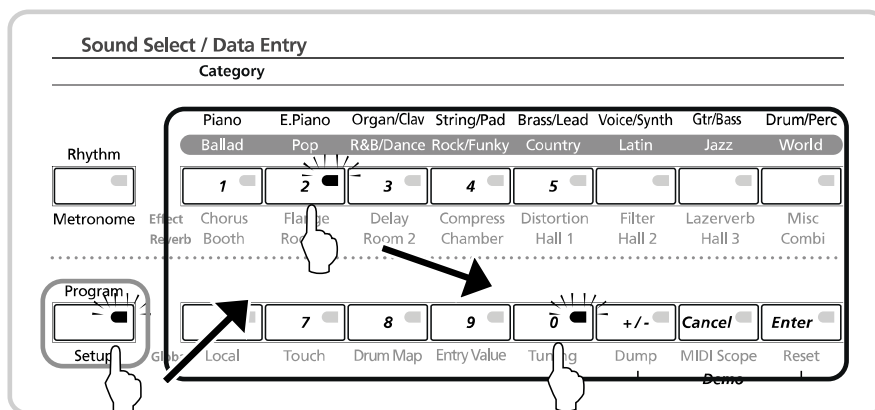 Sound Select / Data Entry
Category
Piano E.Piano Organ/Clav String/Pad Brass/Lead Voice/Synth Gtr/Bass Drum/Perc
Rhythm Ballad Pop R&B/Dance Rock/Funky Country Latin Jazz World
1 2 3 4 5
Metronome Effect Chorus Flange Delay Compress Distortion Filter Lazerverb Misc
Reverb Booth Room 2 Chamber Hall 1 Hall 2 Hall 3 Combi
Program
7 8 9 0 +/- Cancel Enter
Setup Local Touch Drum Map Entry Value Tuning Dump MIDI Scope Reset
Demo